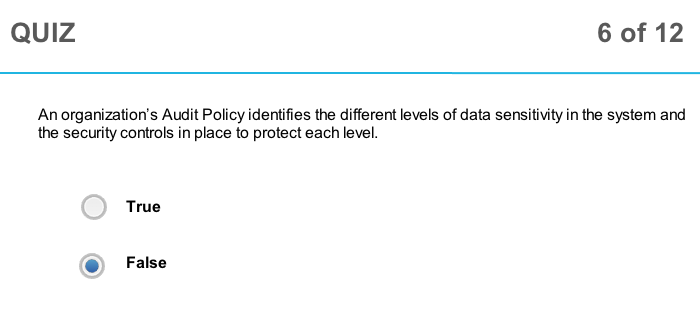 QUIZ
6 of 12
An organization's Audit Policy identifies the different levels of data sensitivity in the system and
the security controls in place to protect each level.
True
False